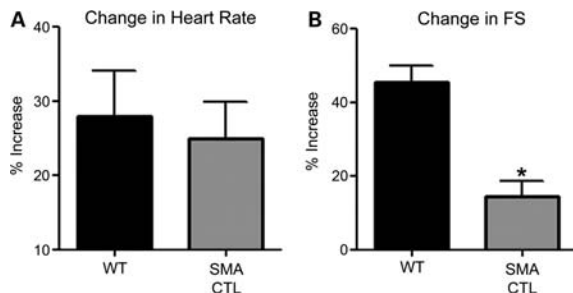 A
Change in Heart Rate
% Increase
40
30
20
10
WT
SMA
CTL
B
Change in FS
% Increase
60
40
20
0
*
WT
SMA
CTL